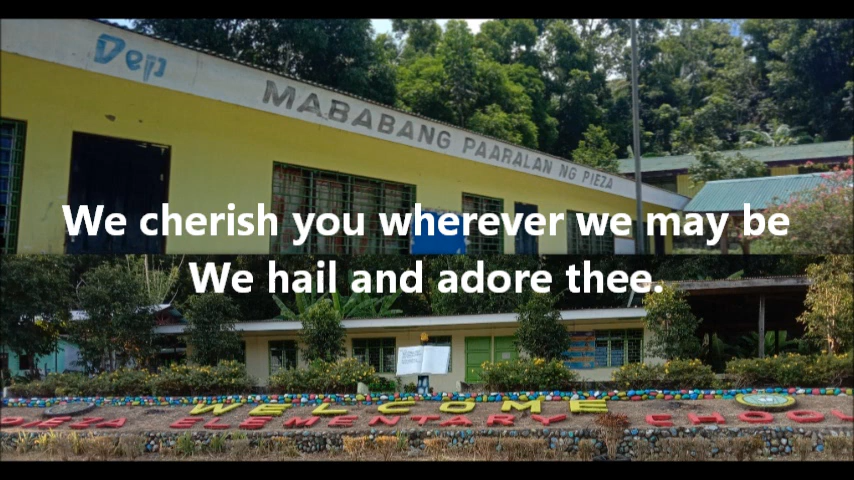 Dep
MABABANG PAARALAN NG PIEZA
We cherish you wherever we may be
We hail and adore thee.
WELCOME
PIEZA ELEMENTARY SCHOOL